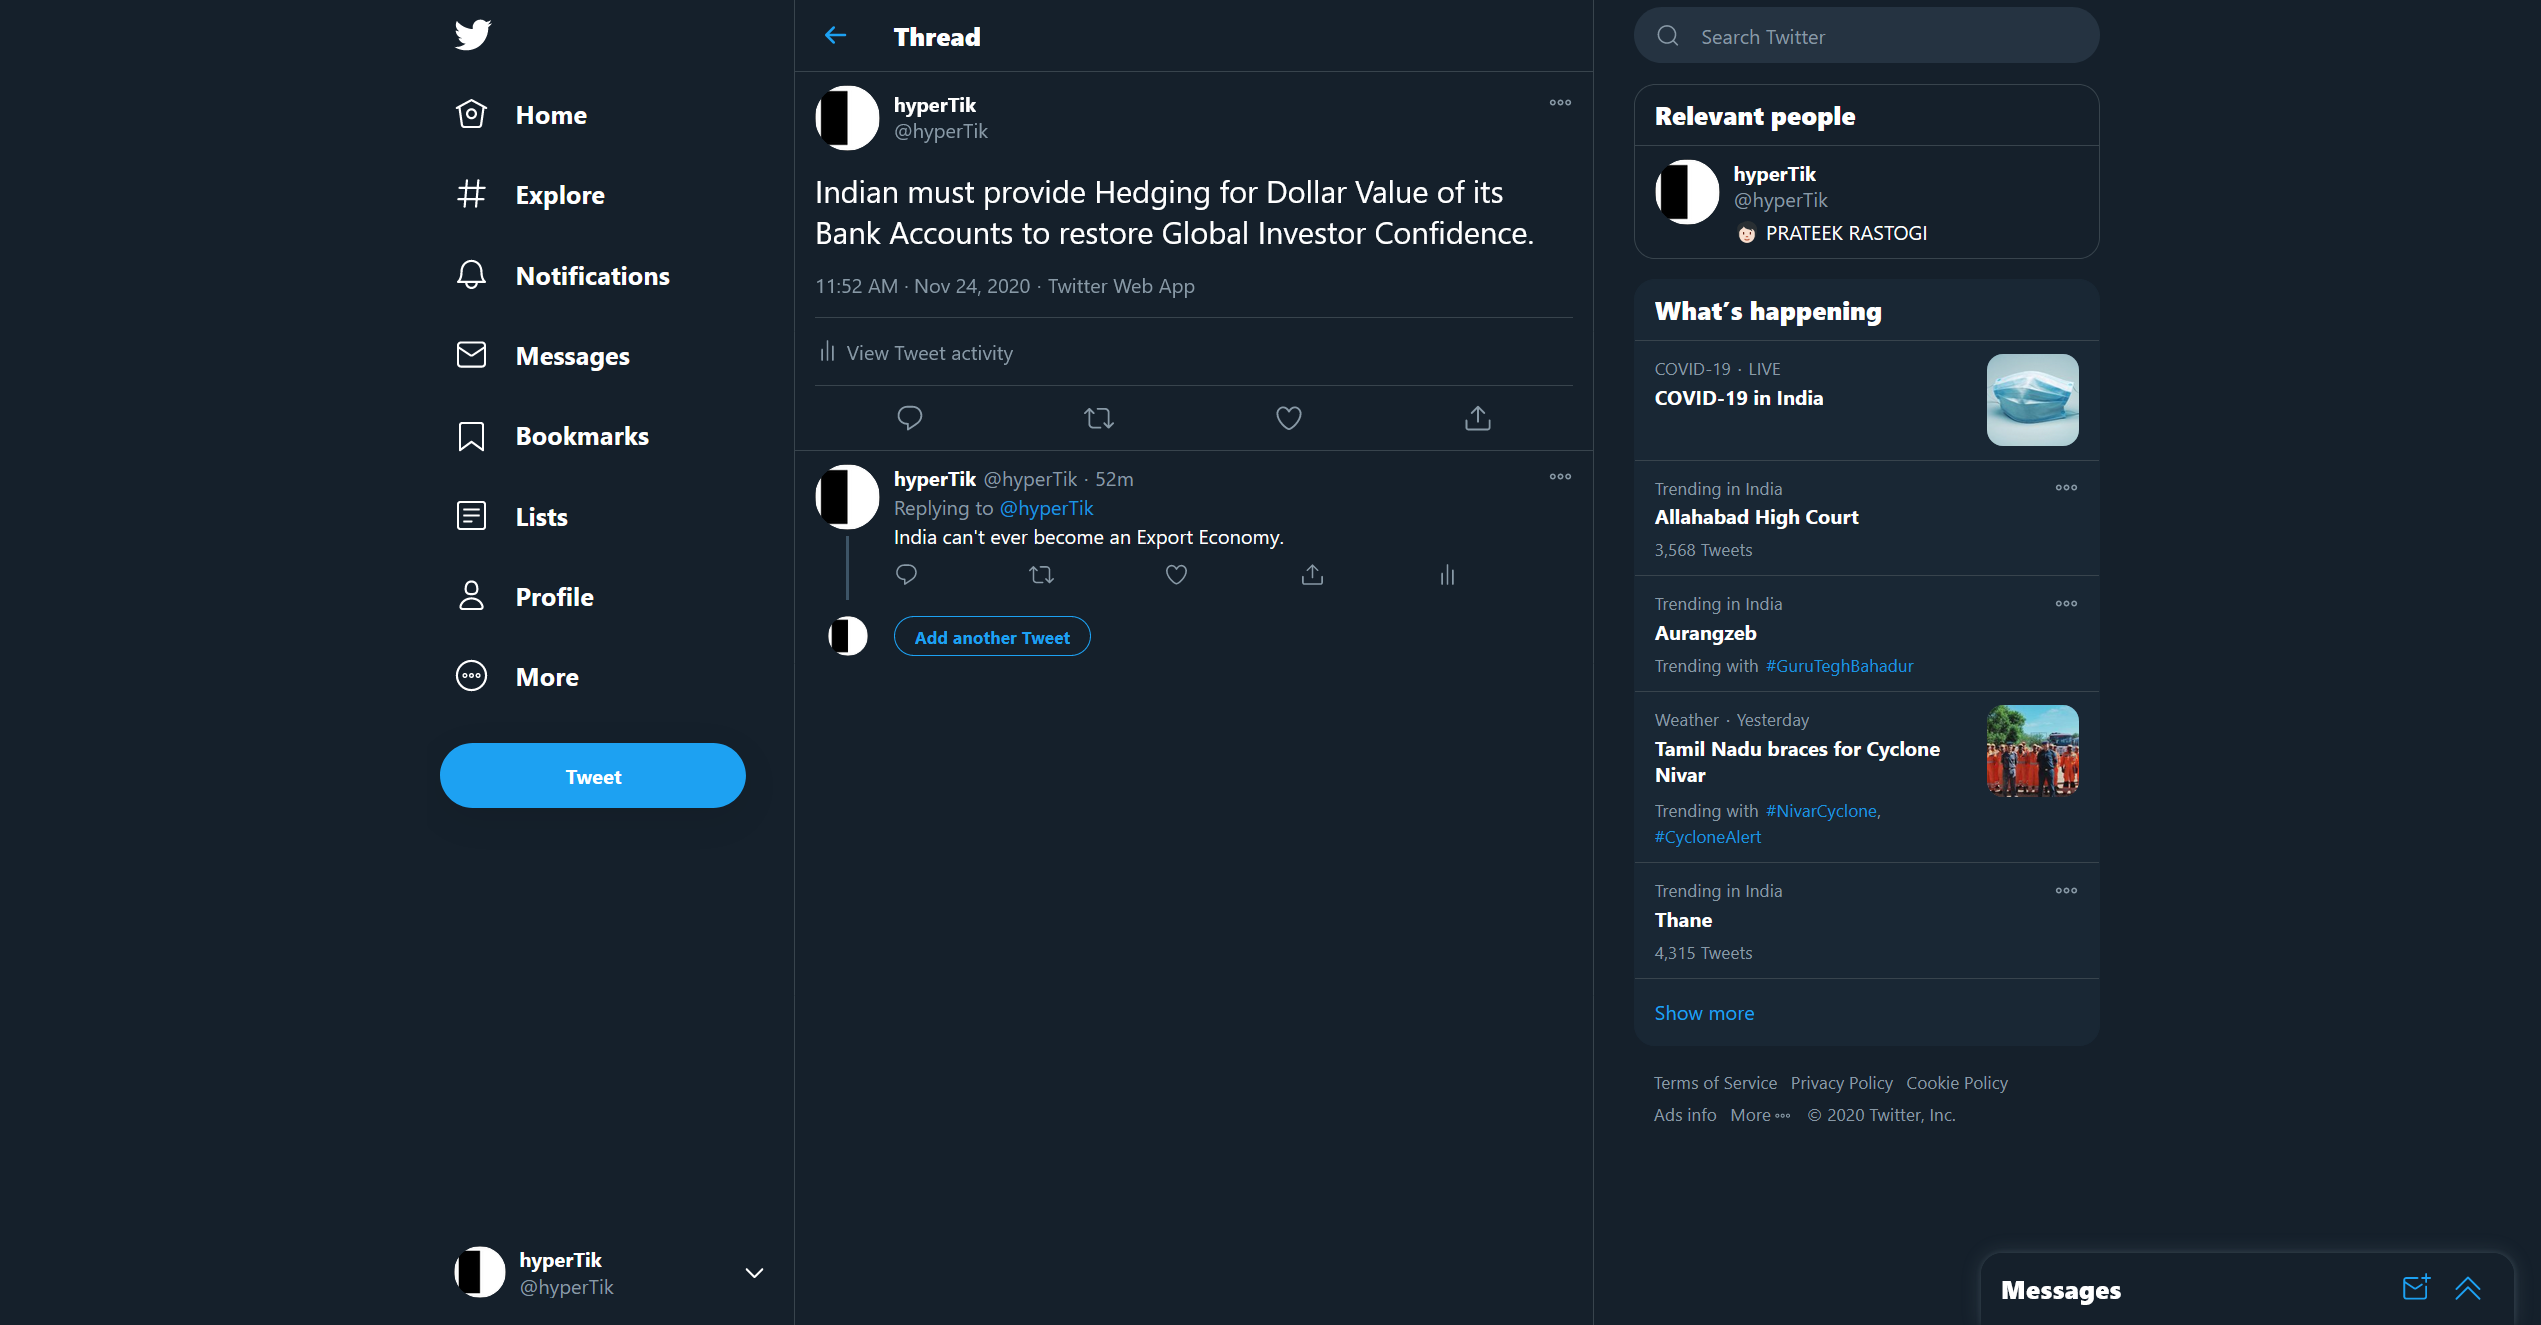 Home
Explore
Notifications
Messages
Bookmarks
Lists
Profile
More
Tweet
hyperTik
@hyperTik
Thread
hyperTik
@hyperTik
Indian must provide Hedging for Dollar Value of its
Bank Accounts to restore Global Investor Confidence.
11:52 AM · Nov 24, 2020 · Twitter Web App
View Tweet activity
hyperTik @hyperTik · 52m
Replying to @hyperTik
India can't ever become an Export Economy.
Add another Tweet
Search Twitter
Relevant people
hyperTik
@hyperTik
PRATEEK RASTOGI
What's happening
COVID-19 · LIVE
COVID-19 in India
Trending in India
Allahabad High Court
3,568 Tweets
Trending in India
Aurangzeb
Trending with #GuruTeghBahadur
Weather · Yesterday
Tamil Nadu braces for Cyclone
Nivar
Trending with #NivarCyclone,
#CycloneAlert
Trending in India
Thane
4,315 Tweets
Show more
Terms of Service Privacy Policy Cookie Policy
Ads info More © 2020 Twitter, Inc.
Messages